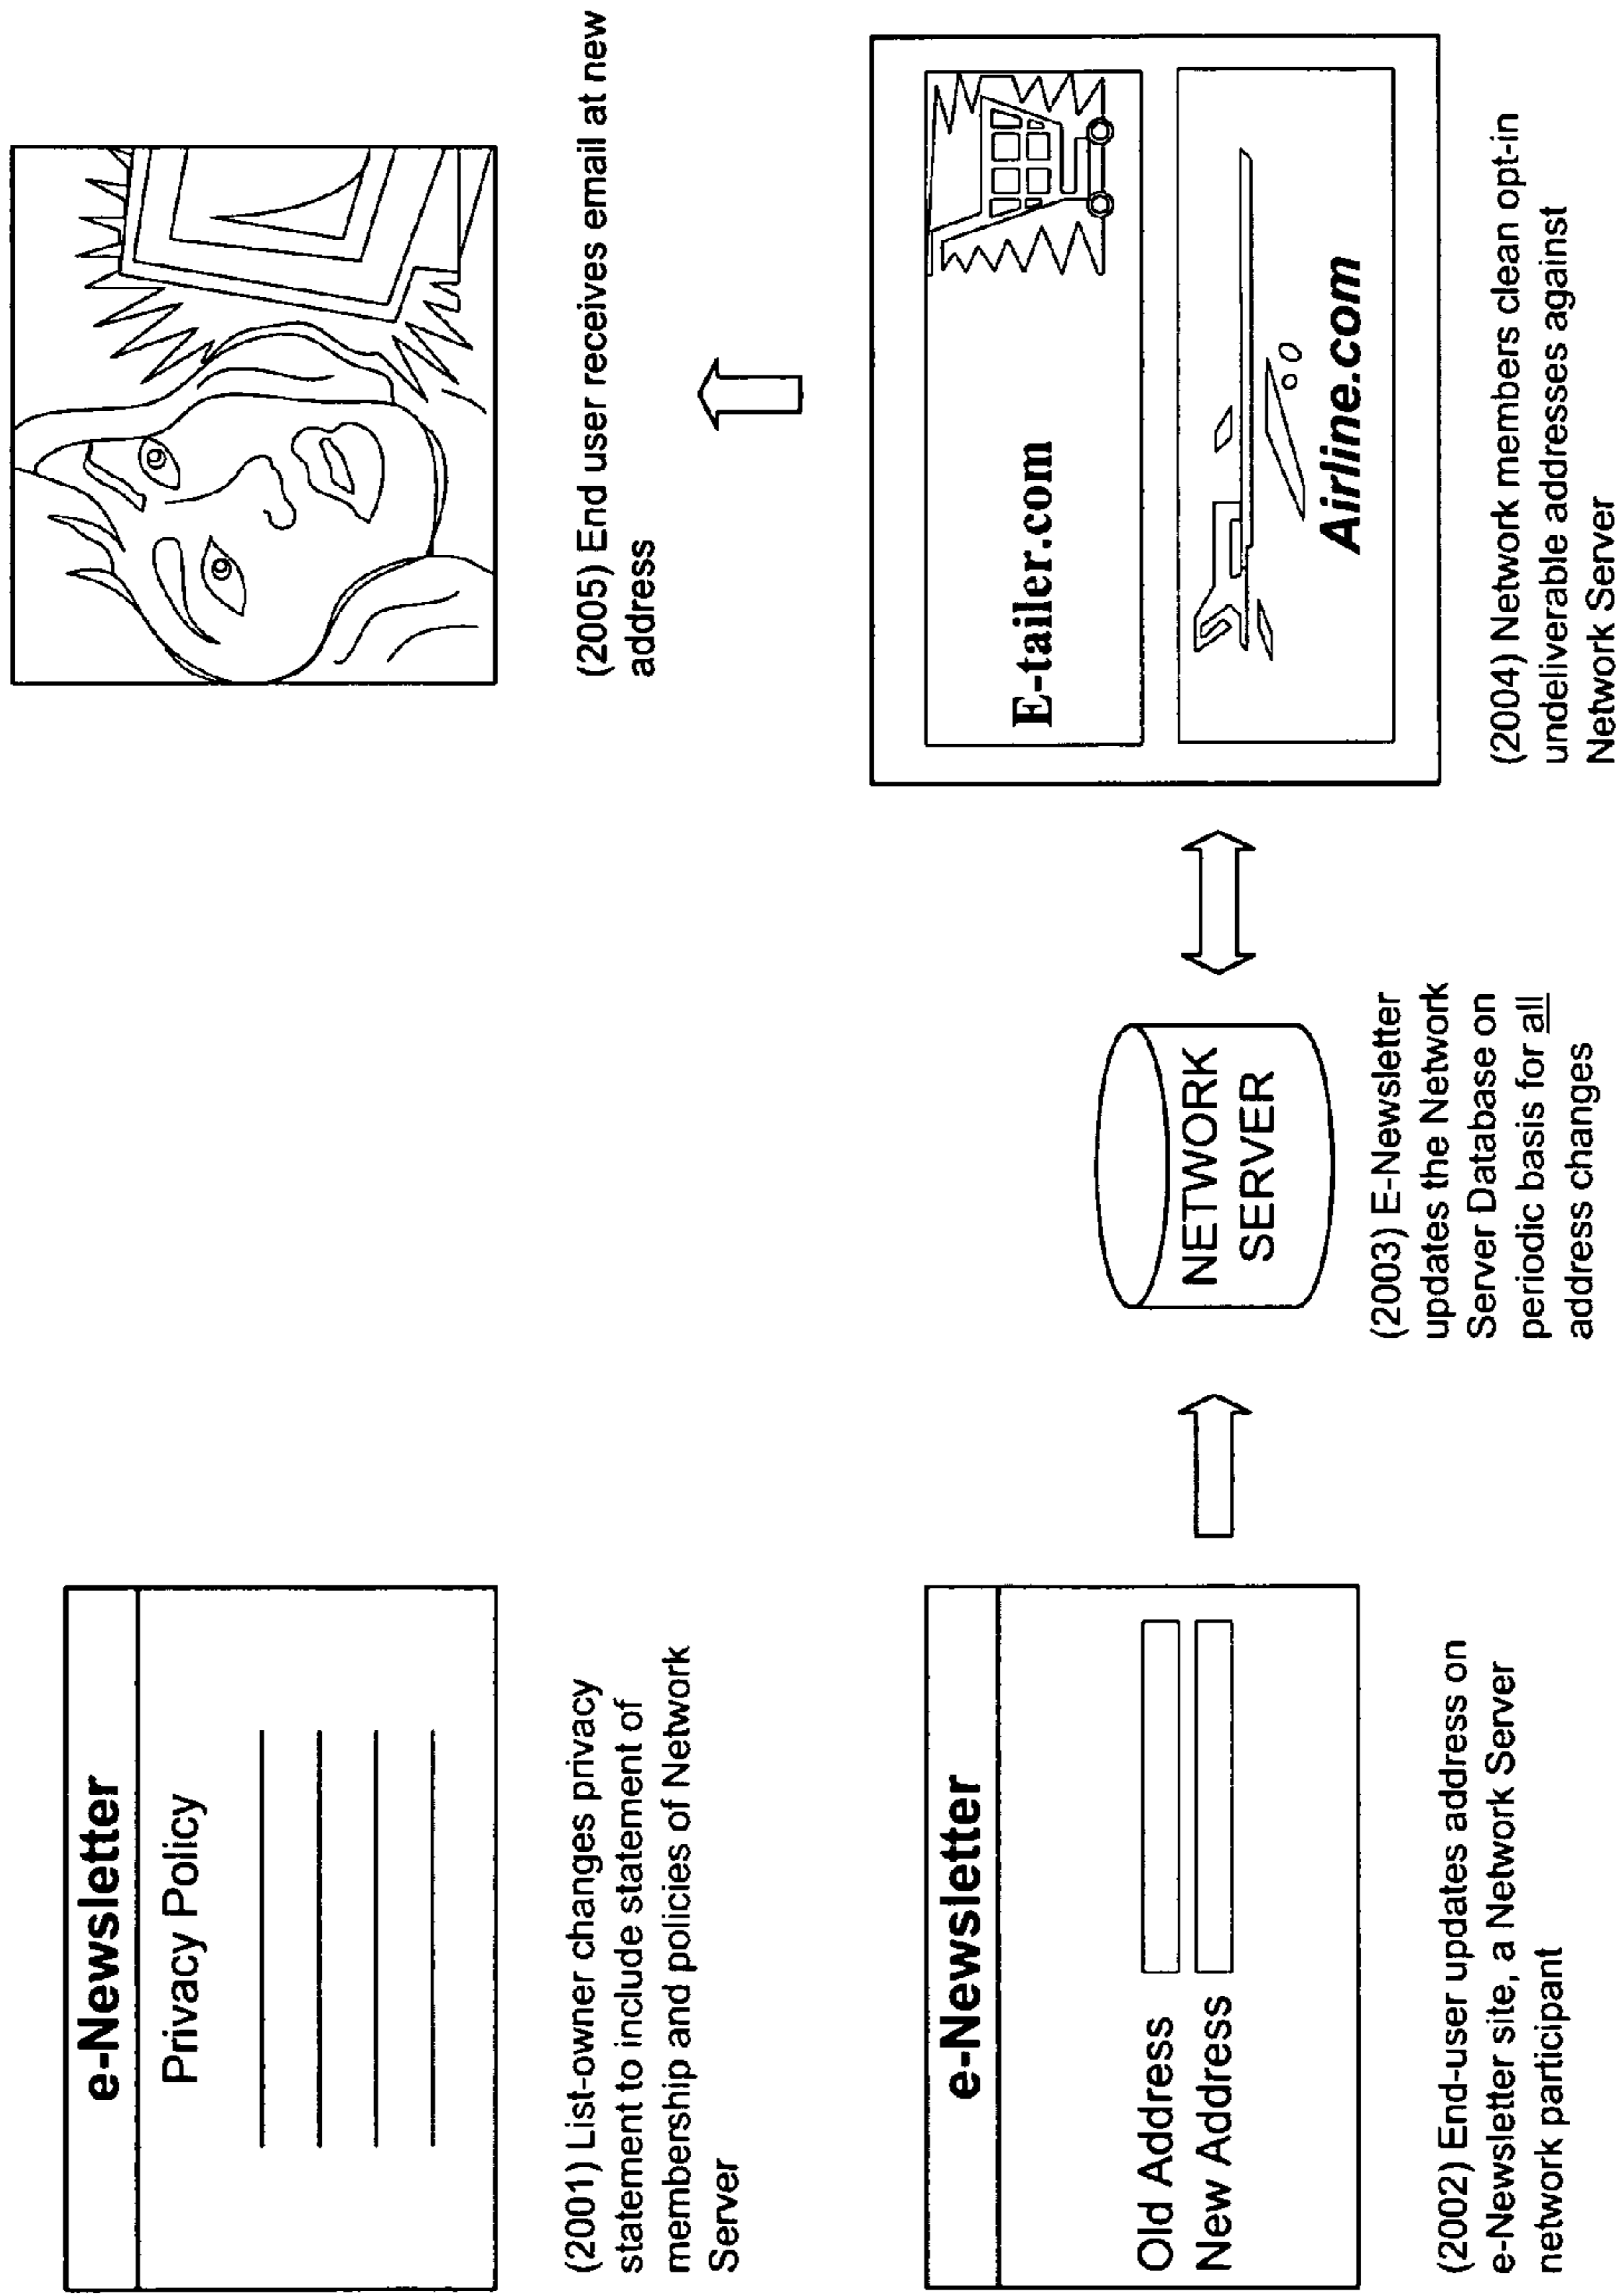 e-Newsletter
Privacy Policy
(2001) List-owner changes privacy
statement to include statement of
membership and policies of Network
Server
e-Newsletter
Old Address
New Address
(2002) End-user updates address on
e-Newsletter site, a Network Server
network participant
NETWORK
SERVER
(2003) E-Newsletter
updates the Network
Server Database on
periodic basis for all
address changes
E-tailer.com
Airline.com
(2004) Network members clean opt-in
undeliverable addresses against
Network Server
(2005) End user receives email at new
address